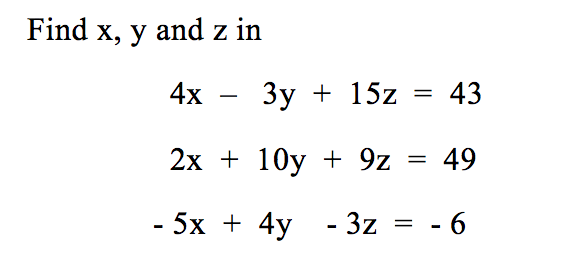 Find x, y and z in
4x – 3y + 15z = 43
2x + 10y + 9z = 49
- 5x + 4y - 3z = - 6